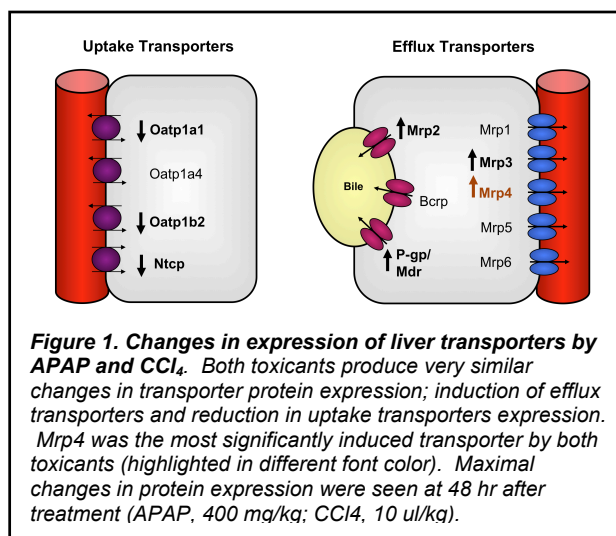 Uptake Transporters
Efflux Transporters
Oatp1a1
Oatp1a4
Oatp1b2
Ntcp
Mrp2
Bile
Bcrp
P-gp/
Mdr
Mrp1
Mrp3
Mrp4
Mrp5
Mrp6
Figure 1. Changes in expression of liver transporters by
APAP and CCl4. Both toxicants produce very similar
changes in transporter protein expression; induction of efflux
transporters and reduction in uptake transporters expression.
Mrp4 was the most significantly induced transporter by both
toxicants (highlighted in different font color). Maximal
changes in protein expression were seen at 48 hr after
treatment (APAP, 400 mg/kg; CCl4, 10 ul/kg).